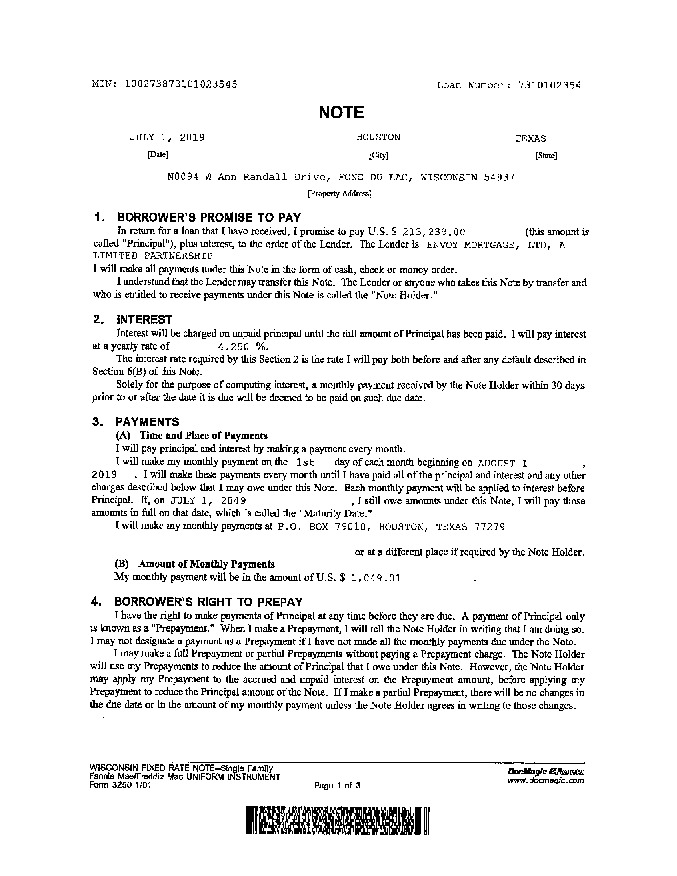 MIN: 100273873101023545 Loan Number: 7310102354
NOTE
JULY 1, 2019 HOUSTON TEXAS
[Date] [City] [State]
N0094 W Ann Randall Drive, FOND DU LAC, WISCONSIN 54937
[Property Address]
1. BORROWER'S PROMISE TO PAY
In return for a loan that I have received, I promise to pay U.S. $ 213,239.00 (this amount is
called "Principal"), plus interest, to the order of the Lender. The Lender is ENVOY MORTGAGE, LTD, A
LIMITED PARTNERSHIP
I will make all payments under this Note in the form of cash, check or money order.
I understand that the Lender may transfer this Note. The Lender or anyone who takes this Note by transfer and
who is entitled to receive payments under this Note is called the "Note Holder."
2. INTEREST
Interest will be charged on unpaid principal until the full amount of Principal has been paid. I will pay interest
at a yearly rate of 4.250 %.
The interest rate required by this Section 2 is the rate I will pay both before and after any default described in
Section 6(B) of this Note.
Solely for the purpose of computing interest, a monthly payment received by the Note Holder within 30 days
prior to or after the date it is due will be deemed to be paid on such due date.
3. PAYMENTS
(A) Time and Place of Payments
I will pay principal and interest by making a payment every month.
I will make my monthly payment on the 1st day of each month beginning on AUGUST 1 ,
2019 . I will make these payments every month until I have paid all of the principal and interest and any other
charges described below that I may owe under this Note. Each monthly payment will be applied to interest before
Principal. If, on JULY 1, 2049 , I still owe amounts under this Note, I will pay those
amounts in full on that date, which is called the "Maturity Date."
I will make my monthly payments at P.O. BOX 79010, HOUSTON, TEXAS 77279
or at a different place if required by the Note Holder.
(B) Amount of Monthly Payments
My monthly payment will be in the amount of U.S. $ 1,049.01 .
4. BORROWER'S RIGHT TO PREPAY
I have the right to make payments of Principal at any time before they are due. A payment of Principal only
is known as a "Prepayment." When I make a Prepayment, I will tell the Note Holder in writing that I am doing so.
I may not designate a payment as a Prepayment if I have not made all the monthly payments due under the Note.
I may make a full Prepayment or partial Prepayments without paying a Prepayment charge. The Note Holder
will use my Prepayments to reduce the amount of Principal that I owe under this Note. However, the Note Holder
may apply my Prepayment to the accrued and unpaid interest on the Prepayment amount, before applying my
Prepayment to reduce the Principal amount of the Note. If I make a partial Prepayment, there will be no changes in
the due date or in the amount of my monthly payment unless the Note Holder agrees in writing to those changes.
WISCONSIN FIXED RATE NOTE--Single Family
Fannie Mae/Freddie Mac UNIFORM INSTRUMENT
Form 3250 1/01 Page 1 of 3
DocMagic
www.docmagic.com